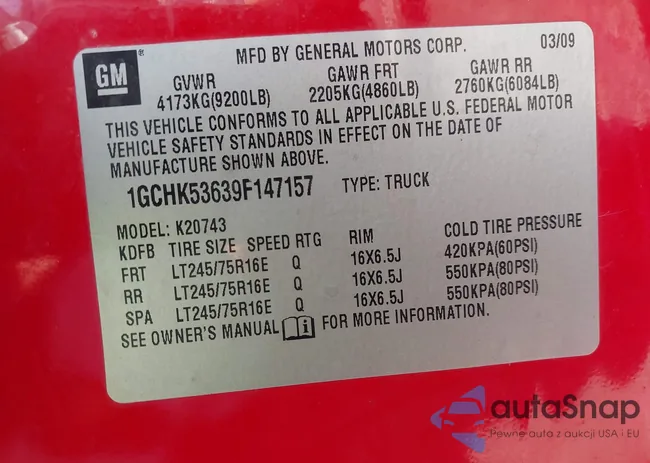 GM ® MFD BY GENERAL MOTORS CORP. 03/09
GVWR GAWR FRT GAWR RR
4173KG(9200LB) 2205KG(4860LB) 2760KG(6084LB)
THIS VEHICLE CONFORMS TO ALL APPLICABLE U.S. FEDERAL MOTOR
VEHICLE SAFETY STANDARDS IN EFFECT ON THE DATE OF
MANUFACTURE SHOWN ABOVE.
1GCHK53639F147157 TYPE: TRUCK
MODEL: K20743
KDFB TIRE SIZE SPEED RTG RIM COLD TIRE PRESSURE
FRT LT245/75R16E Q 16X6.5J 420KPA(60PSI)
RR LT245/75R16E Q 16X6.5J 550KPA(80PSI)
SPA LT245/75R16E Q 16X6.5J 550KPA(80PSI)
SEE OWNER'S MANUAL FOR MORE INFORMATION.
autaSnap
Pewne auta z aukcji USA i EU